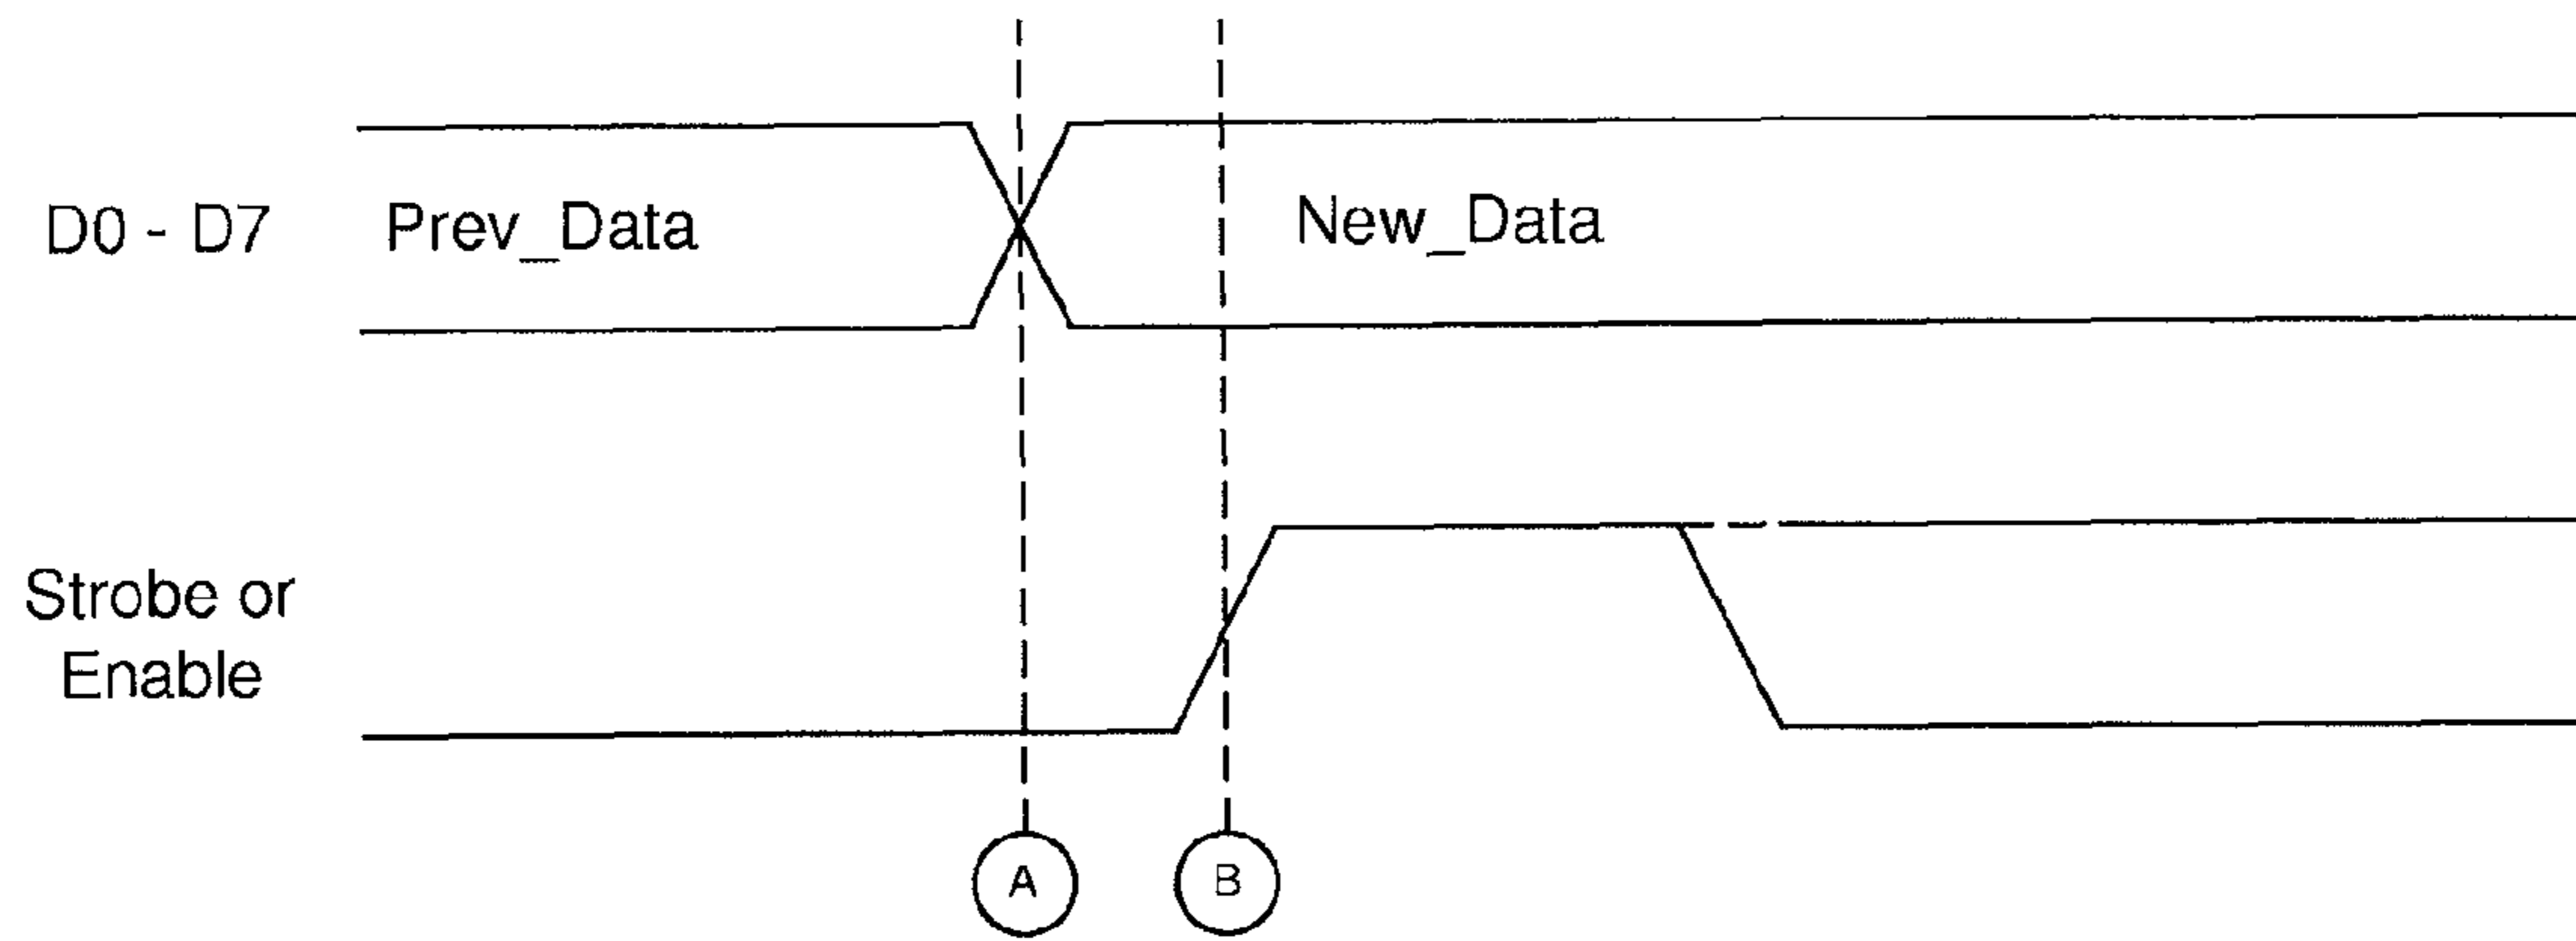 D0 - D7
Prev_Data
New_Data
Strobe or
Enable
A
B